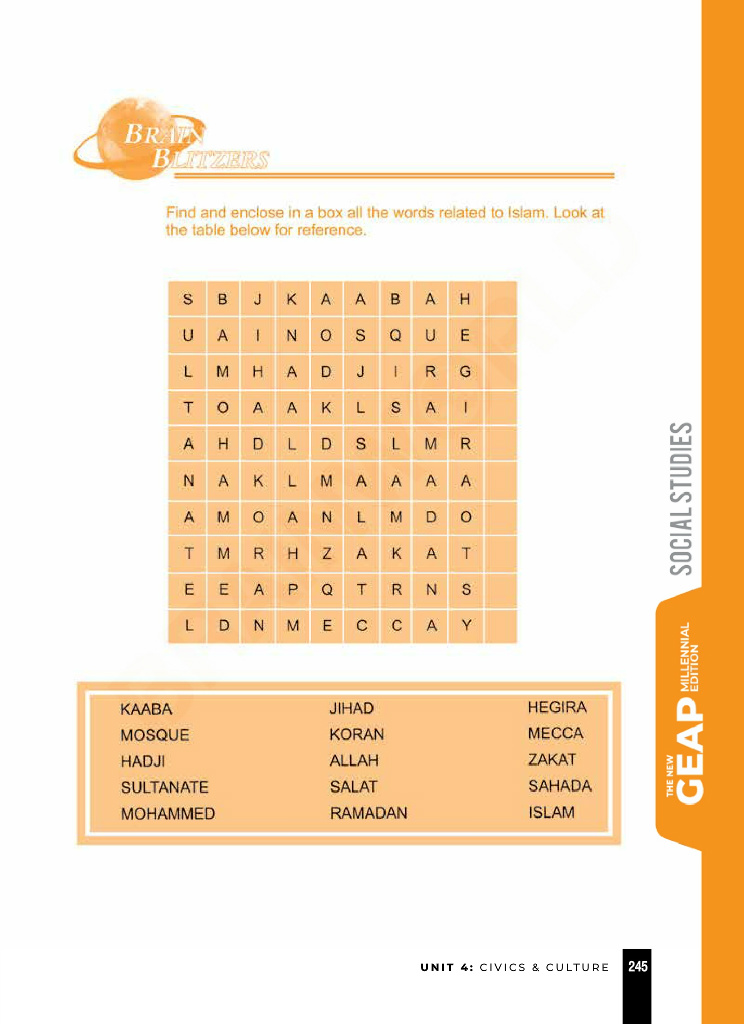 BRAIN
BLITZERS
Find and enclose in a box all the words related to Islam. Look at
the table below for reference.
S B J K A A B A H
U A I N O S Q U E
L M H A D J I R G
T O A A K L S A I
A H D L D S L M R
N A K L M A A A A
A M O A N L M D O
T M R H Z A K A T
E E A P Q T R N S
L D N M E C C A Y
KAABA JIHAD HEGIRA
MOSQUE KORAN MECCA
HADJI ALLAH ZAKAT
SULTANATE SALAT SAHADA
MOHAMMED RAMADAN ISLAM
SOCIAL STUDIES
THE NEW
GEAP MILLENNIAL
EDITION
UNIT 4: CIVICS & CULTURE 245